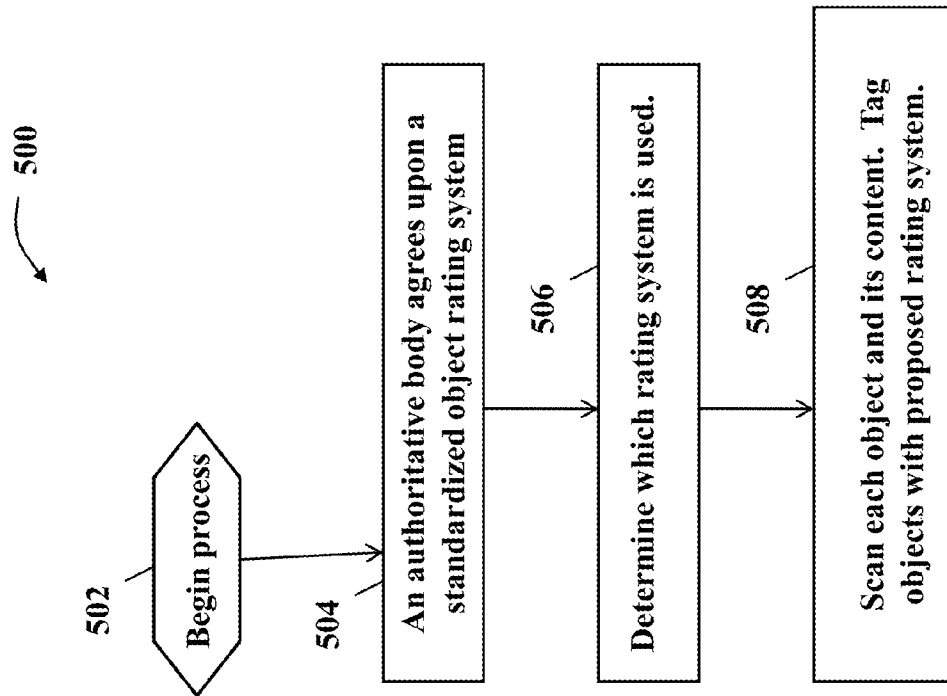 500
502
Begin process
504
An authoritative body agrees upon a
standardized object rating system
506
Determine which rating system is used.
508
Scan each object and its content. Tag
objects with proposed rating system.